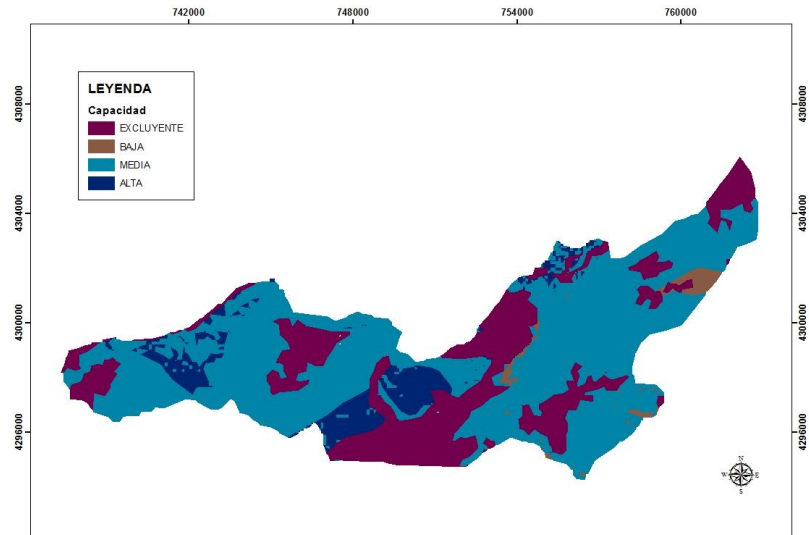 742000 748000 754000 760000
4308000 4308000
LEYENDA
Capacidad
EXCLUYENTE
BAJA
MEDIA
ALTA
4304000 4304000
4300000 4300000
4296000 4296000
N
W E
S